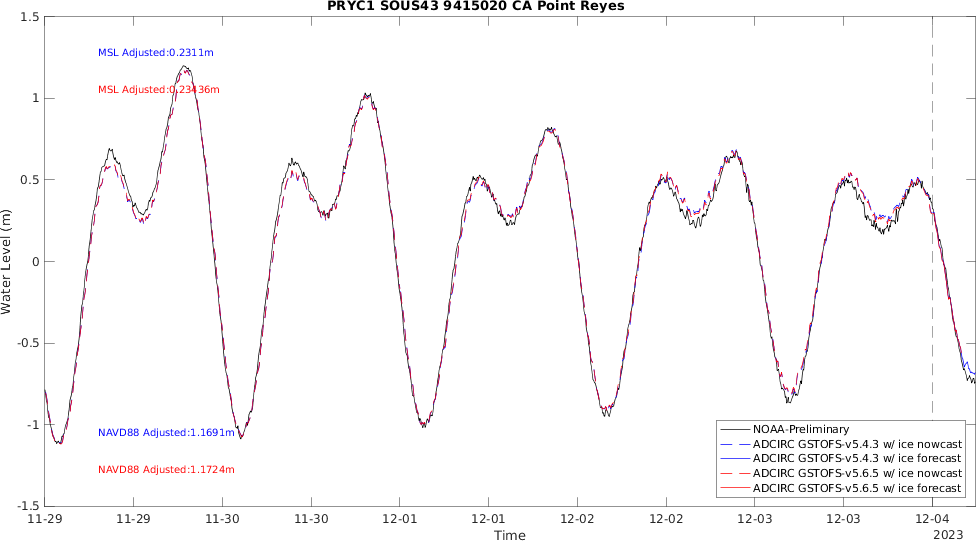 PRYC1 SOUS43 9415020 CA Point Reyes
1.5
1
0.5
0
-0.5
-1
-1.5
Water Level (m)
MSL Adjusted:0.2311m
MSL Adjusted:0.23436m
NAVD88 Adjusted:1.1691m
NAVD88 Adjusted:1.1724m
NOAA-Preliminary
ADCIRC GSTOFS-v5.4.3 w/ ice nowcast
ADCIRC GSTOFS-v5.4.3 w/ ice forecast
ADCIRC GSTOFS-v5.6.5 w/ ice nowcast
ADCIRC GSTOFS-v5.6.5 w/ ice forecast
11-29 11-29 11-30 11-30 12-01 12-01 12-02 12-02 12-03 12-03 12-04
2023
Time